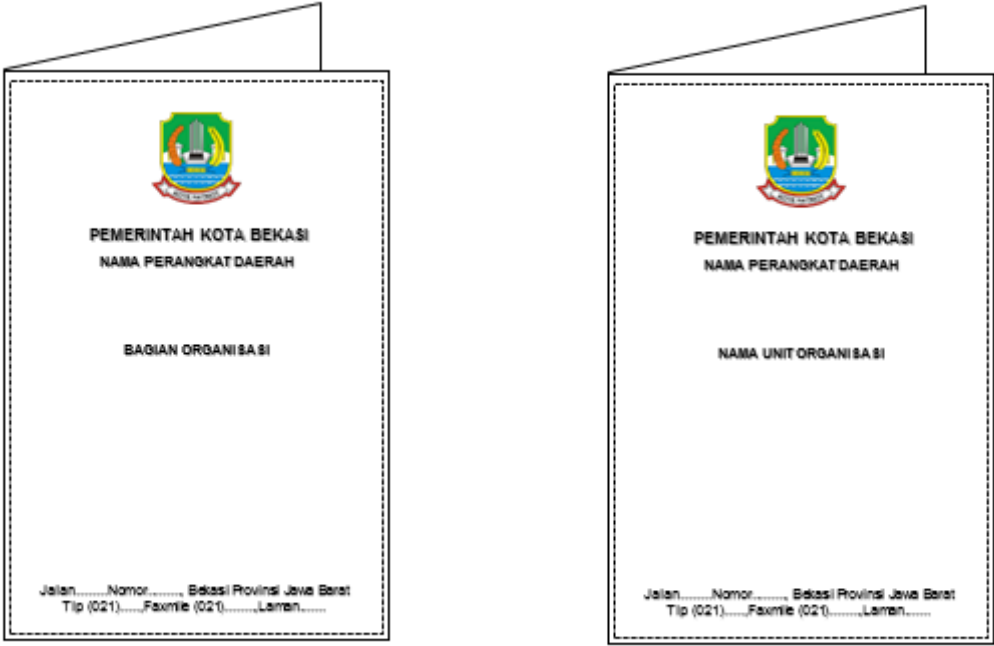 PEMERINTAH KOTA BEKASI
NAMA PERANGKAT DAERAH
BAGIAN ORGANISASI
Jalan........Nomor........, Bekasi Provinsi Jawa Barat
Tlp (021).....,Faxmile (021).......,Laman......
PEMERINTAH KOTA BEKASI
NAMA PERANGKAT DAERAH
NAMA UNIT ORGANISASI
Jalan........Nomor........, Bekasi Provinsi Jawa Barat
Tlp (021).....,Faxmile (021).......,Laman......